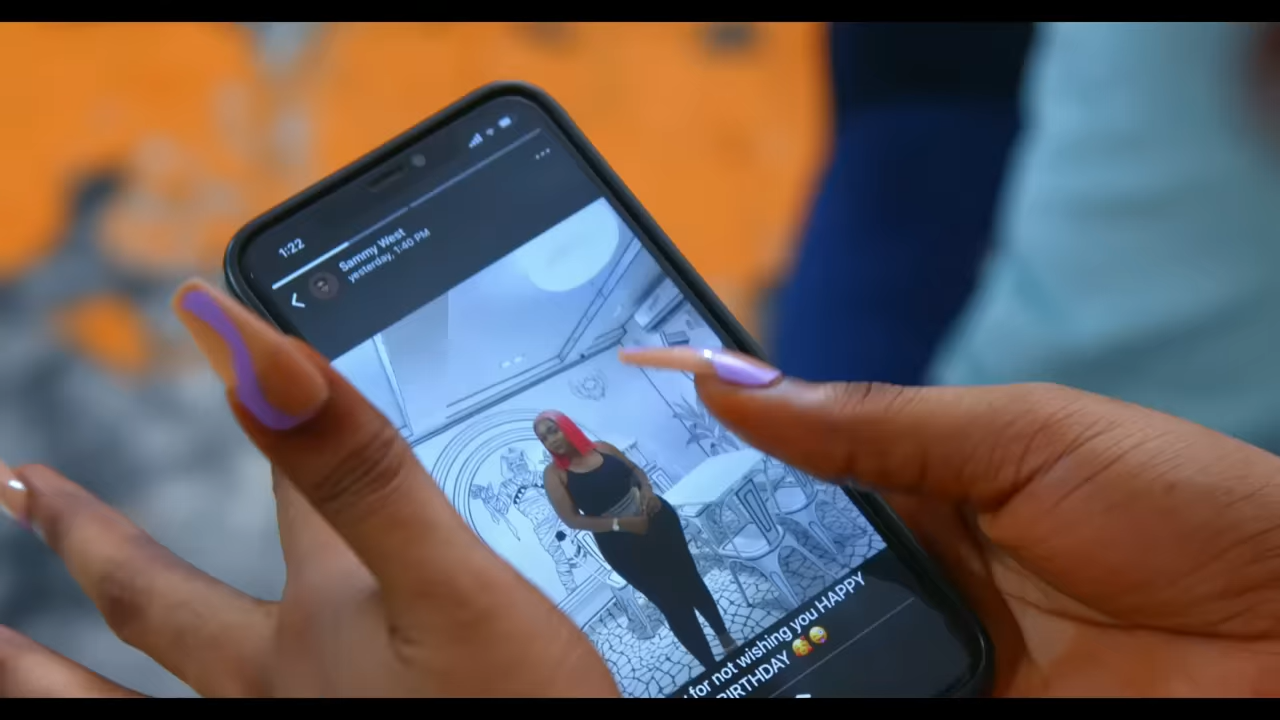 1:22
Sammy West
yesterday, 1:40 PM
for not wishing you HAPPY
BIRTHDAY 🥰😜